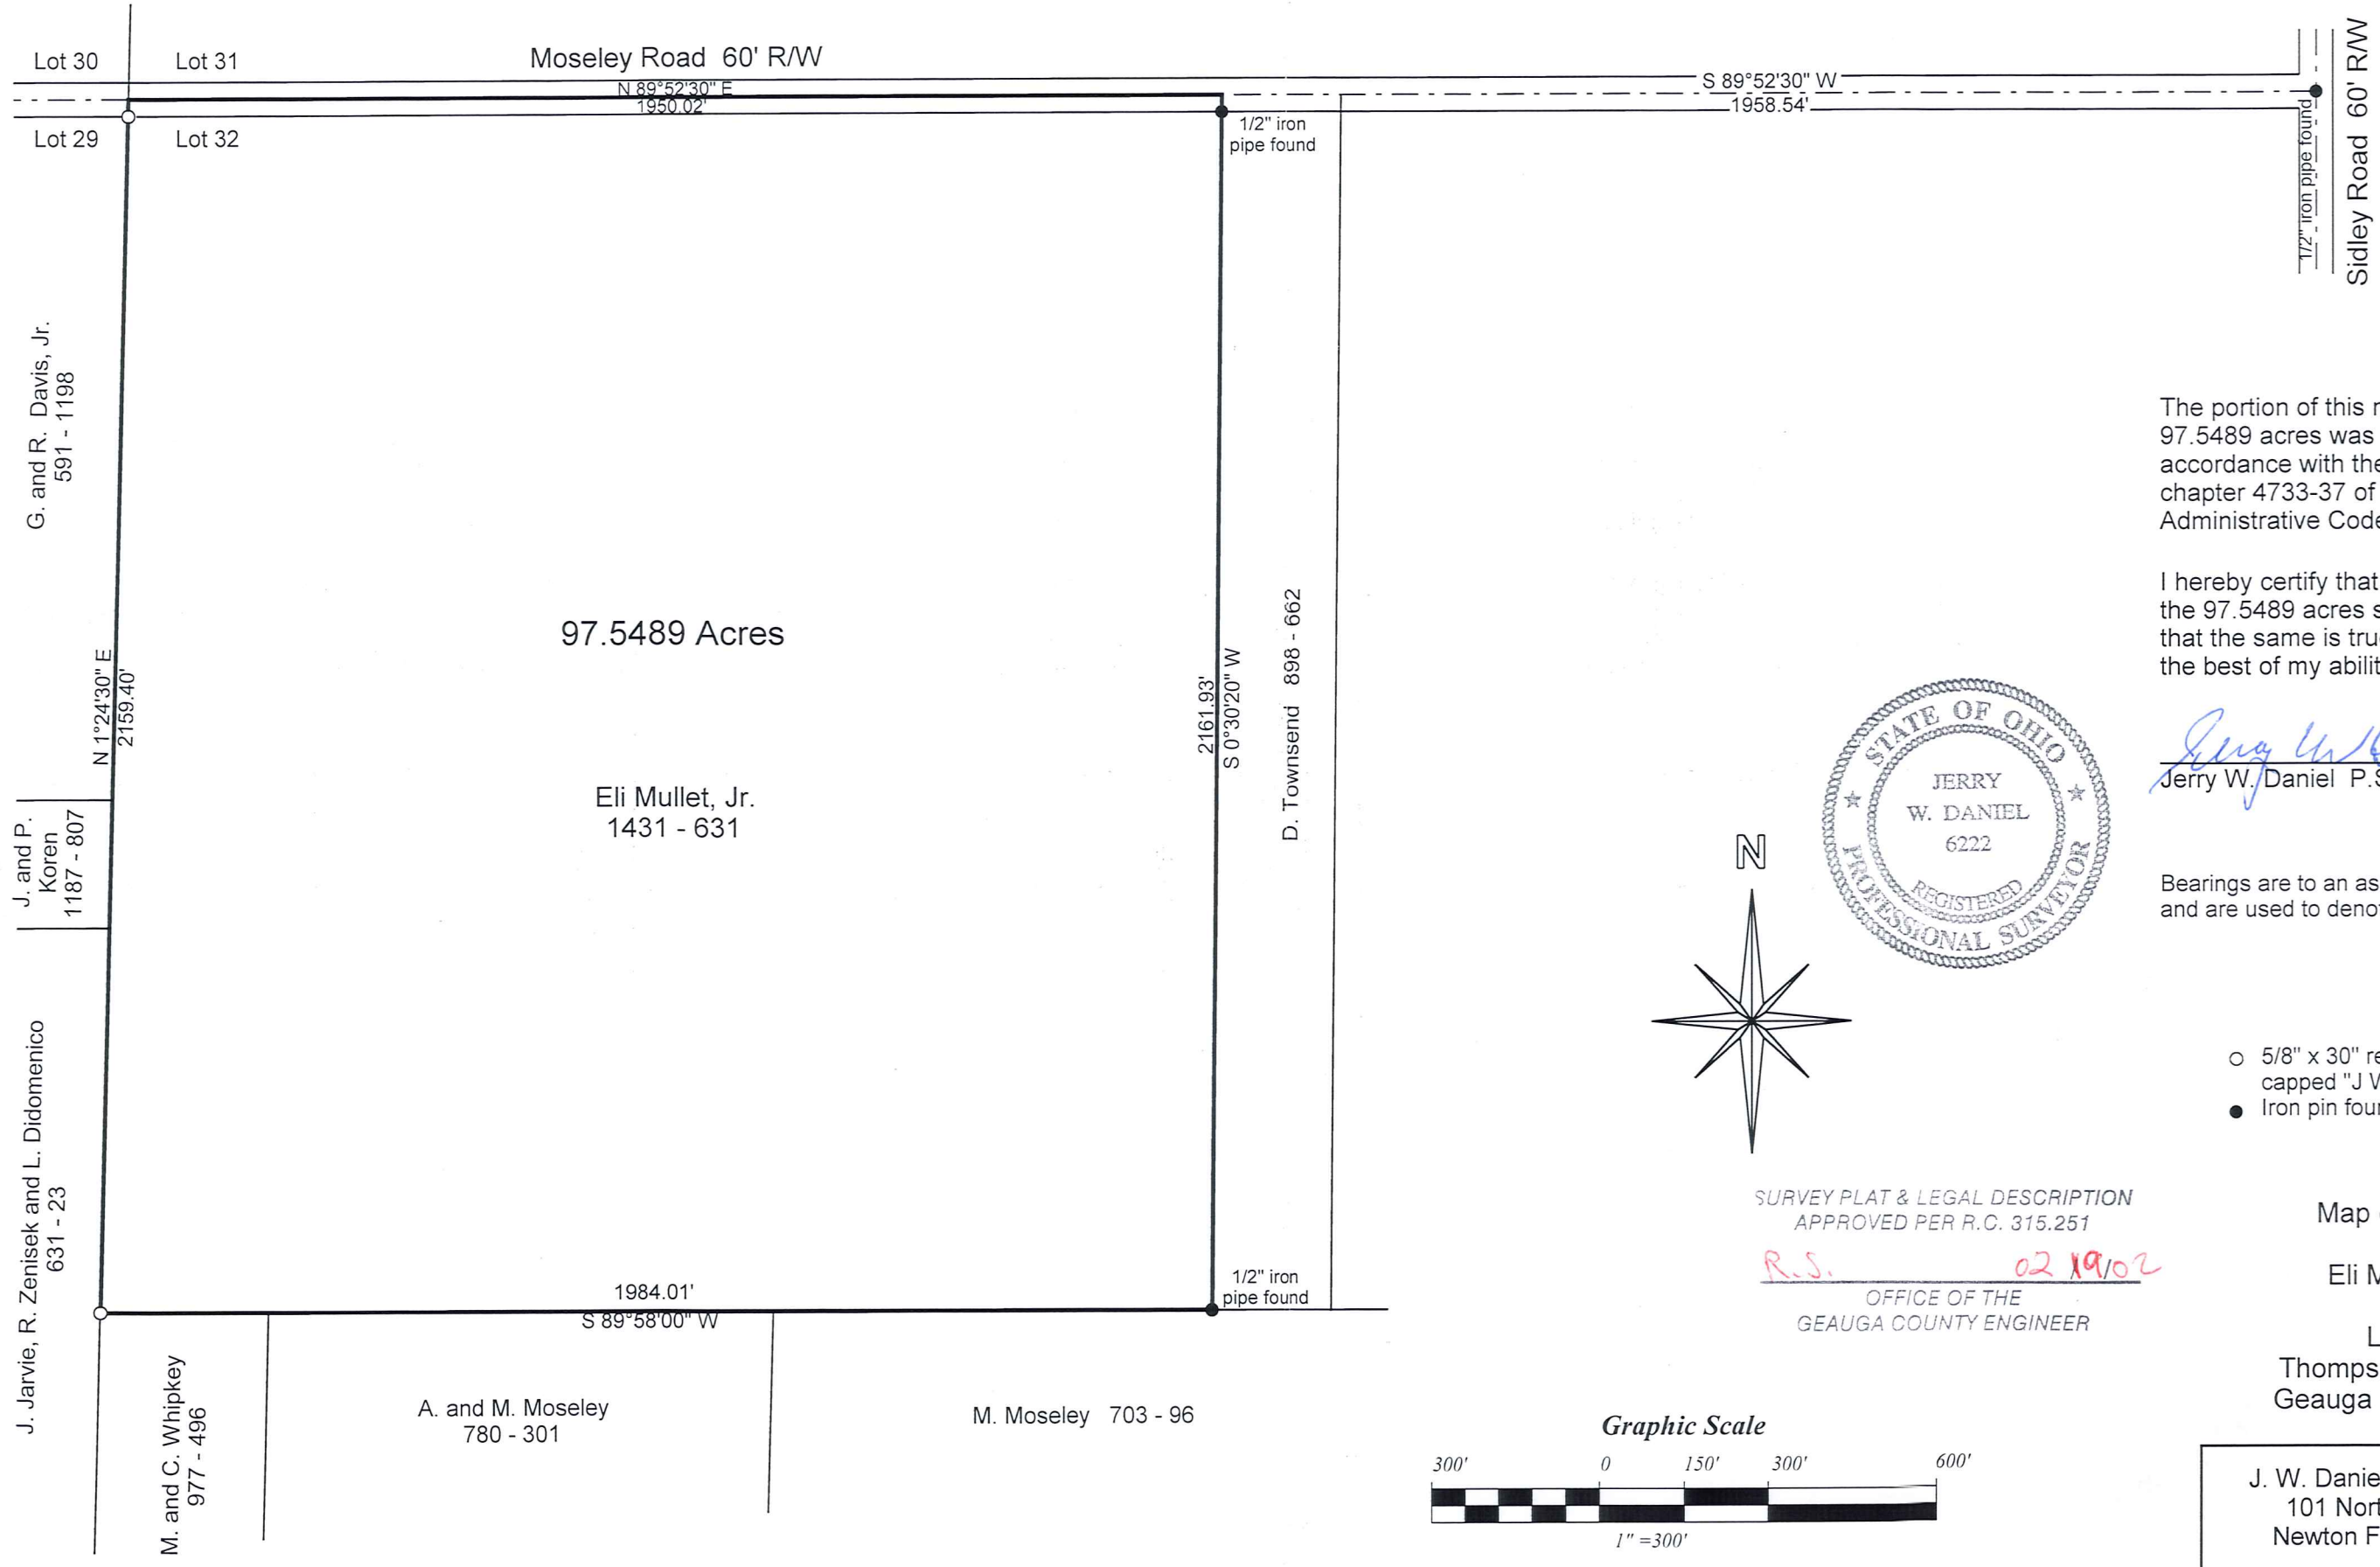 Lot 30
Lot 31
Moseley Road 60' R/W
N 89°52'30" E
1950.02'
S 89°52'30" W
1958.54'
Sidley Road 60' R/W
1/2" iron pipe found
Lot 29
Lot 32
1/2" iron
pipe found
G. and R. Davis, Jr.
591 - 1198
N 1°24'30" E
2159.40'
97.5489 Acres
Eli Mullet, Jr.
1431 - 631
2161.93'
S 0°30'20" W
D. Townsend 898 - 662
J. and P.
Koren
1187 - 807
J. Jarvie, R. Zenisek and L. Didomenico
631 - 23
1984.01'
S 89°58'00" W
1/2" iron
pipe found
M. and C. Whipkey
977 - 496
A. and M. Moseley
780 - 301
M. Moseley 703 - 96
The portion of this
97.5489 acres was
accordance with the
chapter 4733-37 of
Administrative Code
I hereby certify that
the 97.5489 acres
that the same is
the best of my
Jerry W. Daniel
STATE OF OHIO
JERRY
W. DANIEL
6222
REGISTERED
PROFESSIONAL SURVEYOR
N
Bearings are to an
and are used to
5/8" x 30"
capped "J
Iron pin
SURVEY PLAT & LEGAL DESCRIPTION
APPROVED PER R.C. 315.251
R.S. 02/19/02
OFFICE OF THE
GEAUGA COUNTY ENGINEER
Map
Eli M
L
Thomps
Geauga
Graphic Scale
300' 0 150' 300' 600'
1" =300'
J. W. Danie
101 Nort
Newton F